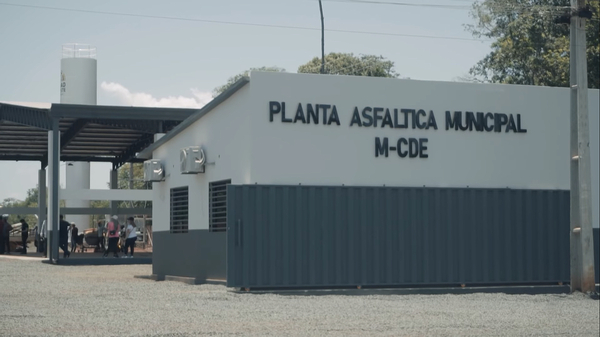 PLANTA ASFALTICA MUNICIPAL
M-CDE